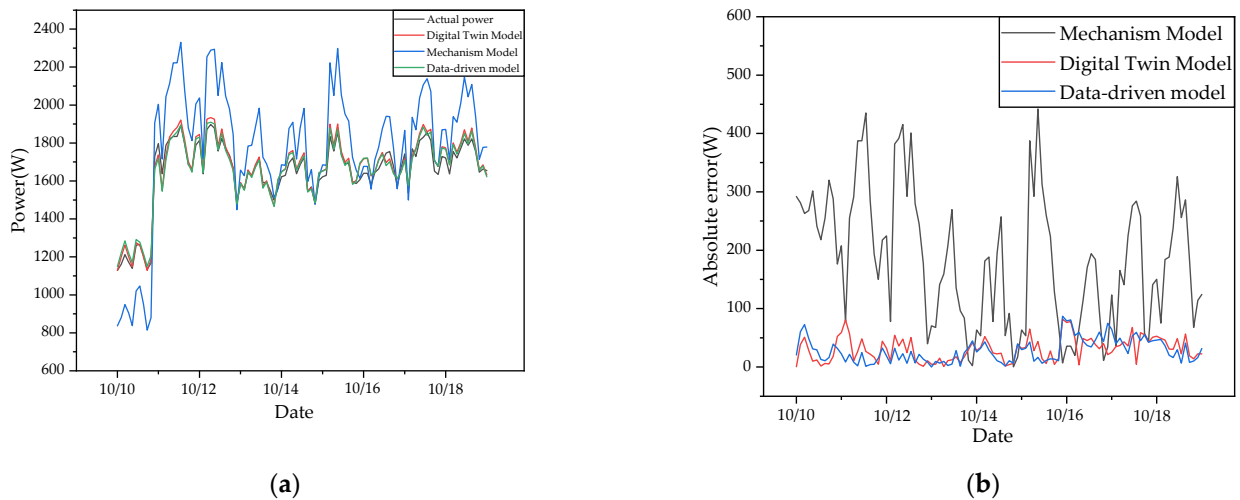 2400
2200
2000
1800
1600
1400
1200
1000
800
600
Power(W)
10/10
10/12
10/14
10/16
10/18
Date
Actual power
Digital Twin Model
Mechanism Model
Data-driven model
(a)
600
500
400
300
200
100
0
Absolute error(W)
10/10
10/12
10/14
10/16
10/18
Date
Mechanism Model
Digital Twin Model
Data-driven model
(b)